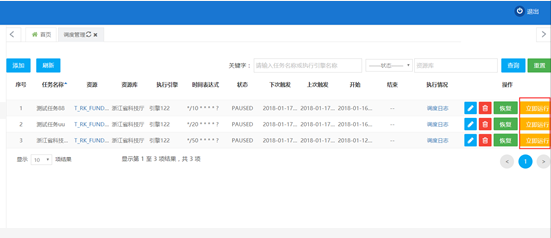 退出
首页 调度管理
添加 刷新 关键字： 请输入任务名称或执行引擎名称 ------状态------ 资源库 查询 重置
序号 任务名称 资源 资源库 执行引擎 时间表达式 状态 下次触发 上次触发 开始 结束 执行情况 操作
1 测试任务88 T_RK_FUND... 浙江省科技厅 引擎122 */10 * * * * ? PAUSED 2018-01-17... 2018-01-17... 2018-01-16... -- 调度日志 恢复 立即运行
2 测试任务uu T_RK_FUND... 浙江省科技厅 引擎122 */20 * * * * ? PAUSED 2018-01-17... 2018-01-17... 2018-01-16... -- 调度日志 恢复 立即运行
3 浙江省科技... T_RK_FUND... 浙江省科技厅 引擎122 */50 * * * * ? PAUSED 2018-01-17... 2018-01-17... 2018-01-12... -- 调度日志 恢复 立即运行
显示 10 项结果 显示第 1 至 3 项结果，共 3 项 < 1 >